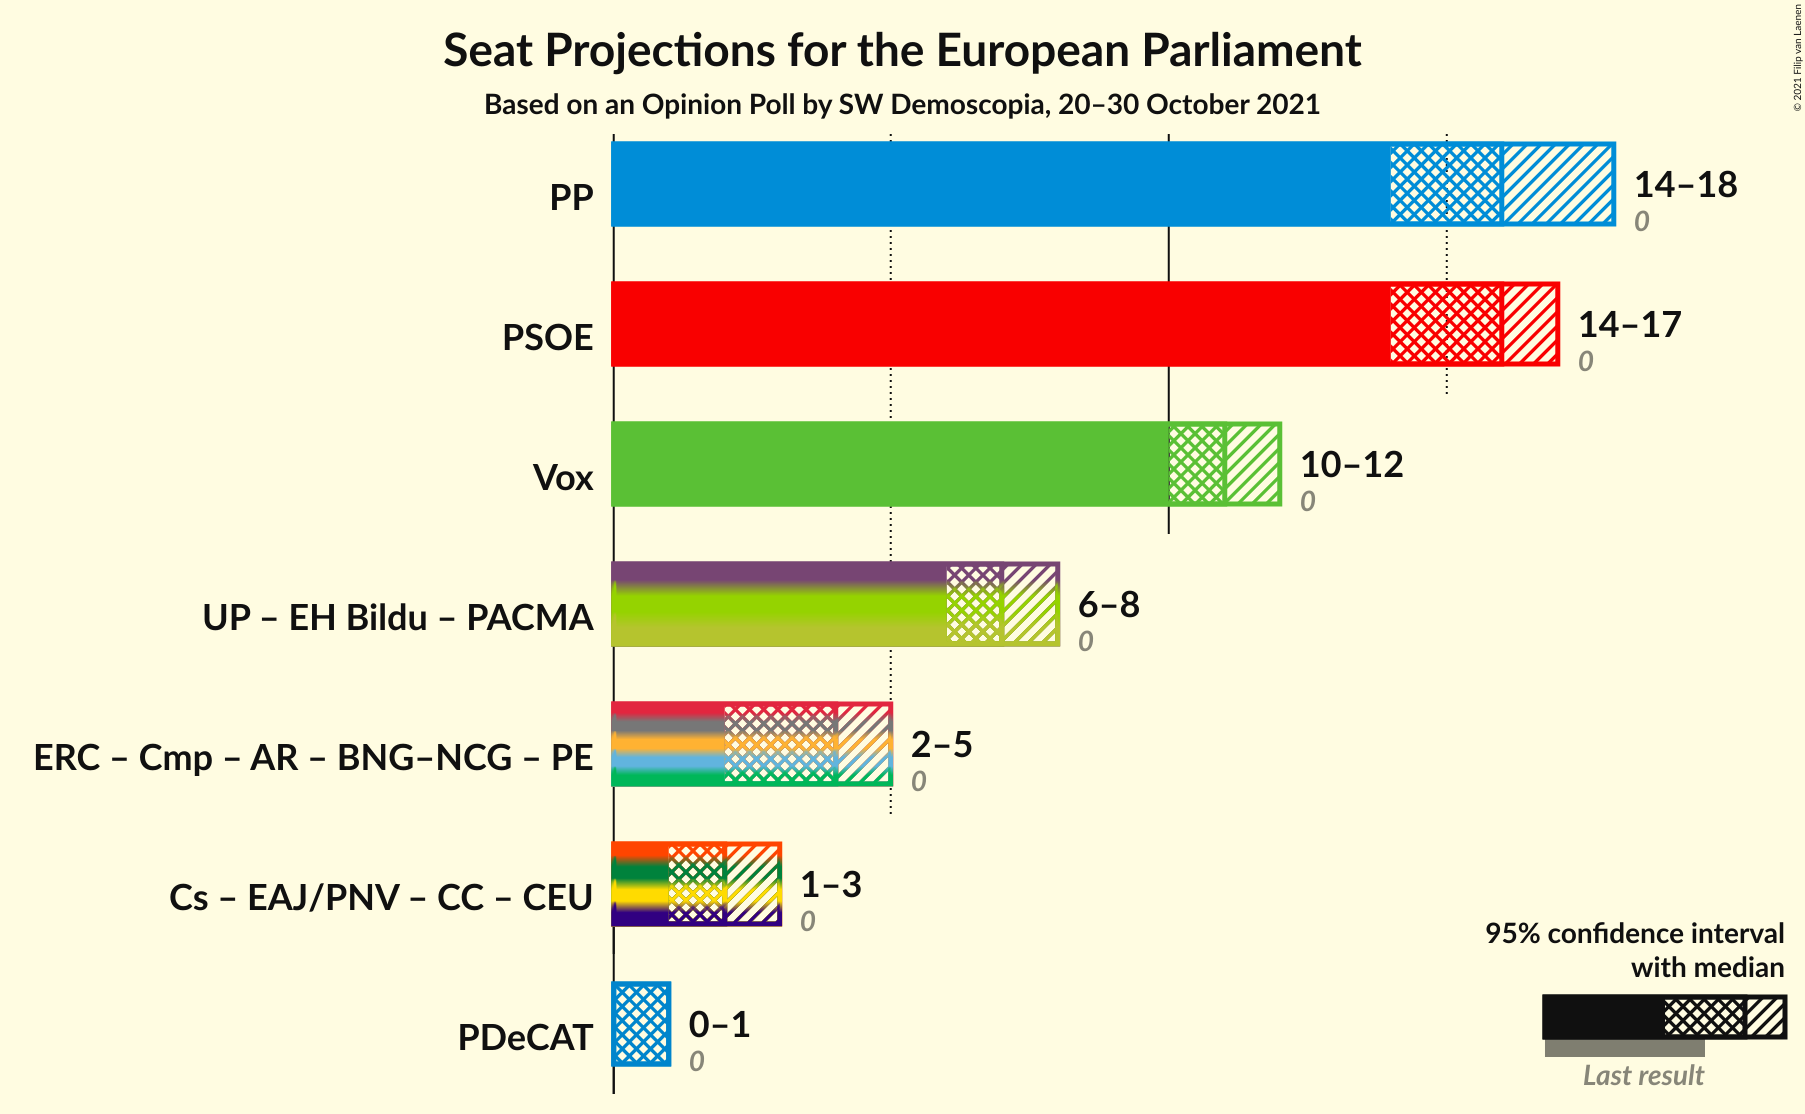 Seat Projections for the European Parliament
Based on an Opinion Poll by SW Demoscopia, 20–30 October 2021
© 2021 Filip van Laenen
PP
14–18
0
PSOE
14–17
0
Vox
10–12
0
UP – EH Bildu – PACMA
6–8
0
ERC – Cmp – AR – BNG–NCG – PE
2–5
0
Cs – EAJ/PNV – CC – CEU
1–3
0
PDeCAT
0–1
0
95% confidence interval
with median
Last result